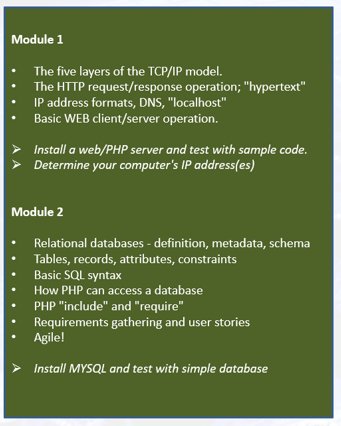 Module 1
• The five layers of the TCP/IP model.
• The HTTP request/response operation; "hypertext"
• IP address formats, DNS, "localhost"
• Basic WEB client/server operation.
➢ Install a web/PHP server and test with sample code.
➢ Determine your computer's IP address(es)
Module 2
• Relational databases - definition, metadata, schema
• Tables, records, attributes, constraints
• Basic SQL syntax
• How PHP can access a database
• PHP "include" and "require"
• Requirements gathering and user stories
• Agile!
➢ Install MYSQL and test with simple database